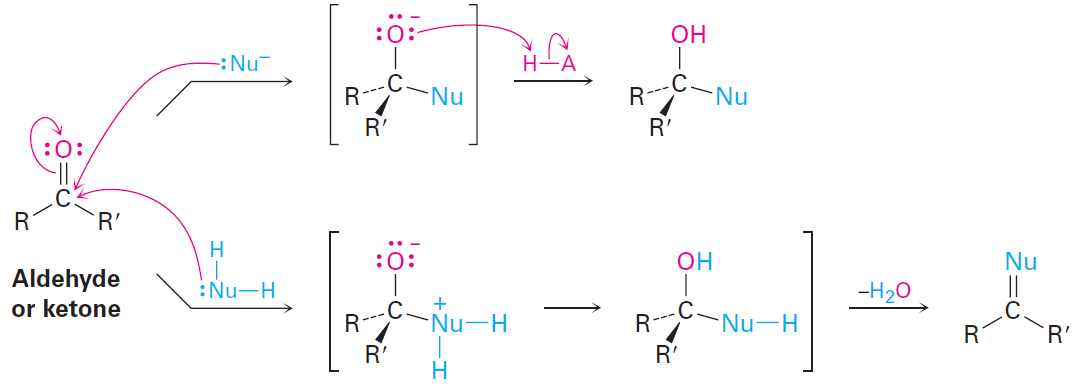 :Nu⁻
:O:⁻
C
R
R'
Nu
H—A
OH
C
R
R'
Nu
:O:
C
R
R'
Aldehyde
or ketone
H
:Nu—H
:O:⁻
C
R
R'
+
Nu—H
H
OH
C
R
R'
Nu—H
–H₂O
Nu
C
R
R'